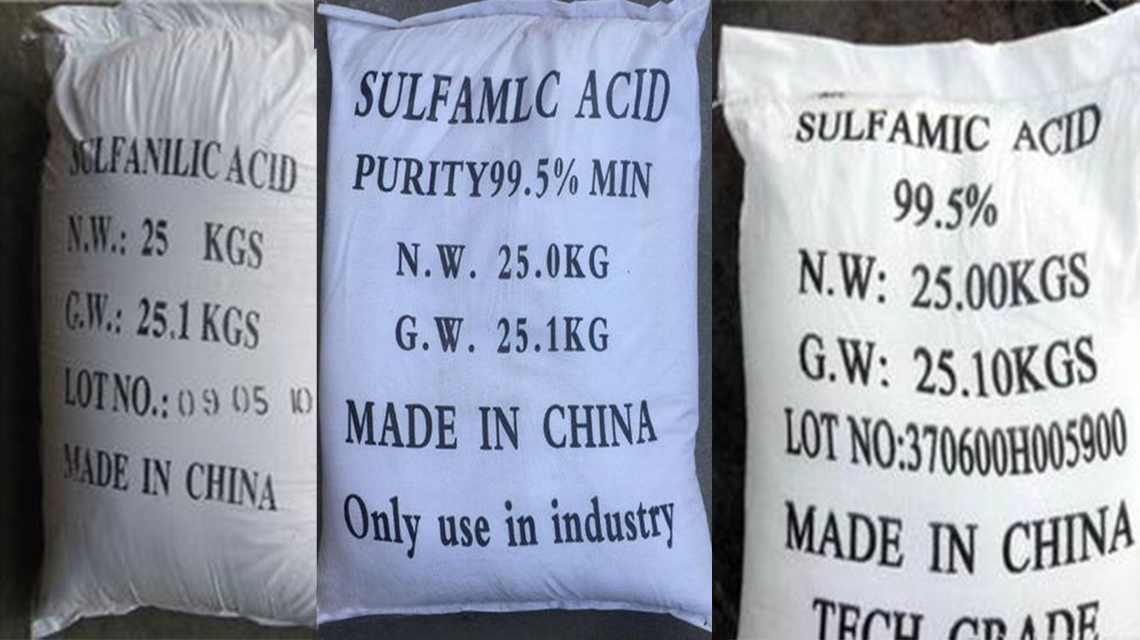 SULFANILIC ACID
N.W.: 25 KGS
G.W.: 25.1 KGS
LOT NO.: 09 05 10
MADE IN CHINA
SULFAMLC ACID
PURITY99.5% MIN
N.W. 25.0KG
G.W. 25.1KG
MADE IN CHINA
Only use in industry
SULFAMIC ACID
99.5%
N.W: 25.00KGS
G.W: 25.10KGS
LOT NO:370600H005900
MADE IN CHINA
TECH GRADE